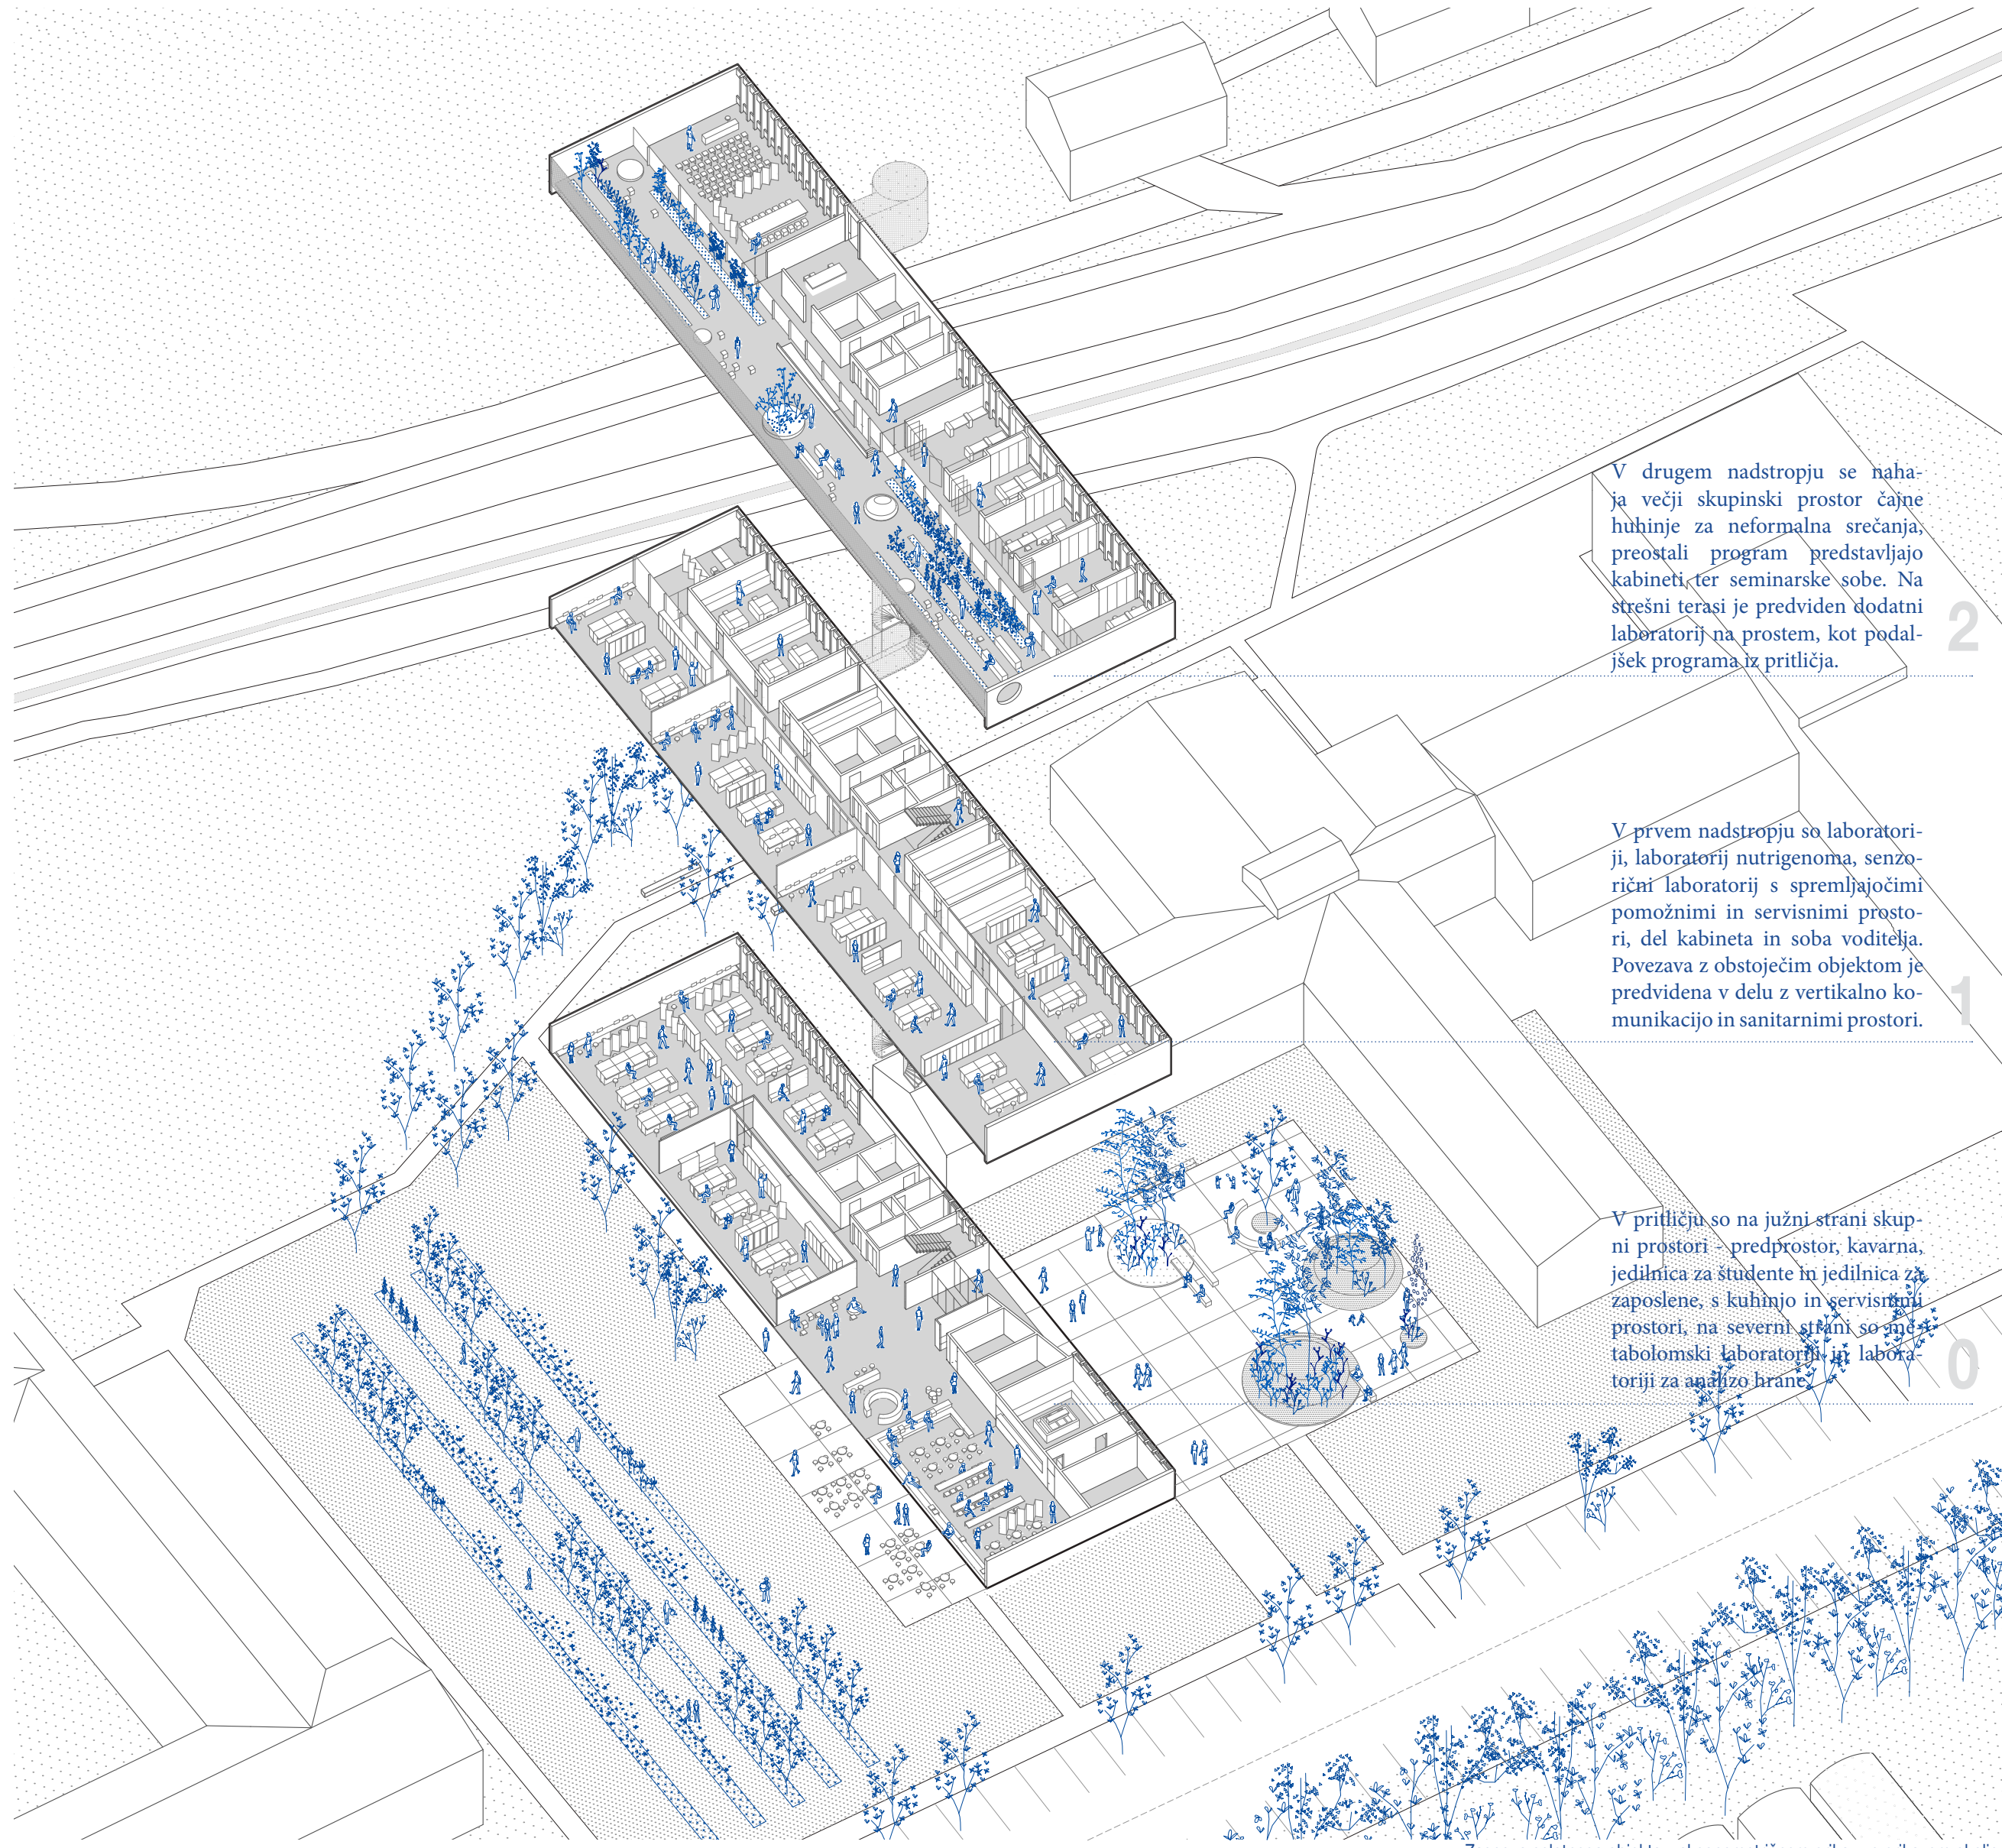 V drugem nadstropju se naha-
ja večji skupinski prostor čajne
huhinje za neformalna srečanja,
preostali program predstavljajo
kabineti ter seminarske sobe. Na
strešni terasi je predviden dodatni
laboratorij na prostem, kot podal-
jšek programa iz pritličja.
2
V prvem nadstropju so laboratori-
ji, laboratorij nutrigenoma, senzo-
rični laboratorij s spremljajočimi
pomožnimi in servisnimi prosto-
ri, del kabineta in soba voditelja.
Povezava z obstoječim objektom je
predvidena v delu z vertikalno ko-
munikacijo in sanitarnimi prostori.
1
V pritličju so na južni strani skup-
ni prostori - predprostor, kavarna,
jedilnica za študente in jedilnica za
zaposlene, s kuhinjo in servisnimi
prostori, na severni strani so me-
tabolomski laboratoriji in labora-
toriji za analizo hrane.
0